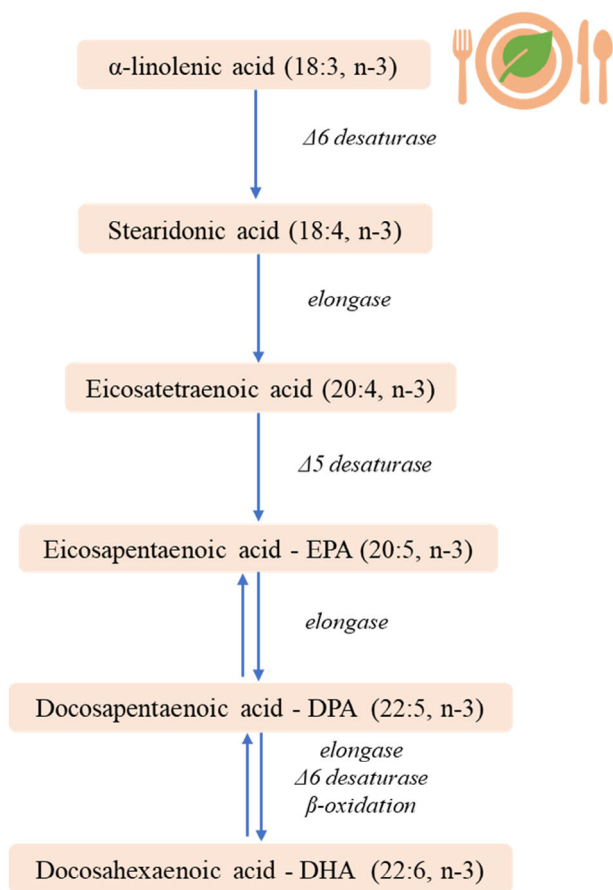 α-linolenic acid (18:3, n-3)
Δ6 desaturase
Stearidonic acid (18:4, n-3)
elongase
Eicosatetraenoic acid (20:4, n-3)
Δ5 desaturase
Eicosapentaenoic acid - EPA (20:5, n-3)
elongase
Docosapentaenoic acid - DPA (22:5, n-3)
elongase
Δ6 desaturase
β-oxidation
Docosahexaenoic acid - DHA (22:6, n-3)